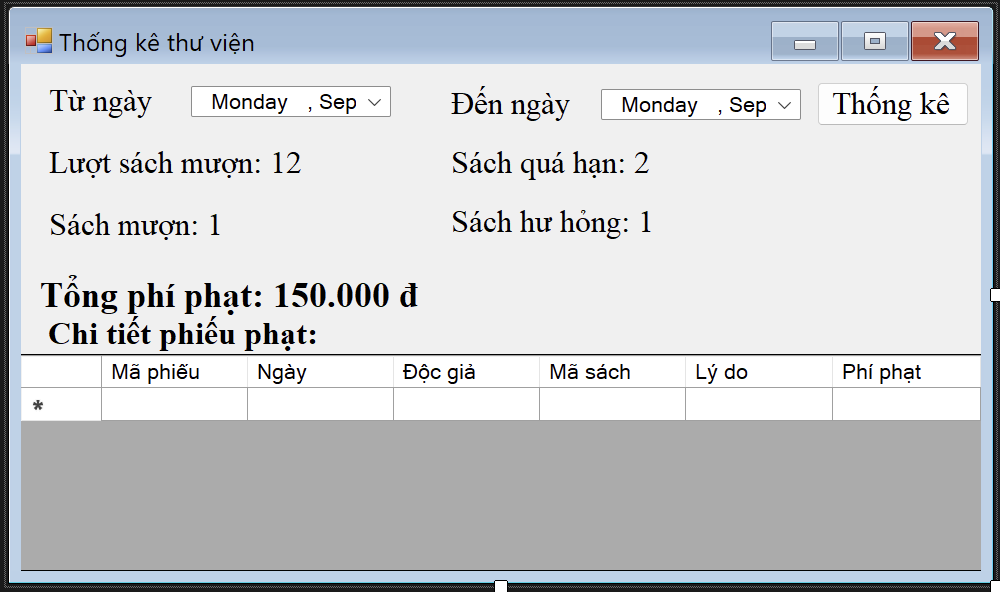 Thống kê thư viện
Từ ngày Monday , Sep Đến ngày Monday , Sep Thống kê
Lượt sách mượn: 12 Sách quá hạn: 2
Sách mượn: 1 Sách hư hỏng: 1
Tổng phí phạt: 150.000 đ
Chi tiết phiếu phạt:
Mã phiếu Ngày Độc giả Mã sách Lý do Phí phạt
*